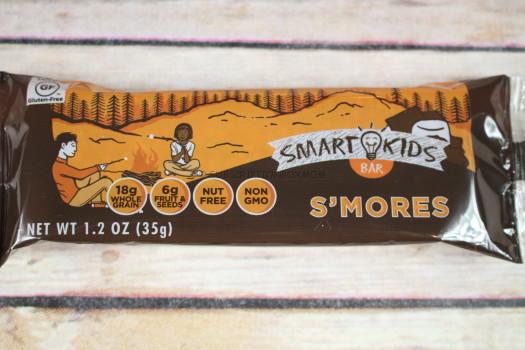 GF
Gluten-Free
SMART KIDS
BAR
18g
WHOLE
GRAIN
6g
FRUIT &
SEEDS
NUT
FREE
NON
GMO
S'MORES
NET WT 1.2 OZ (35g)